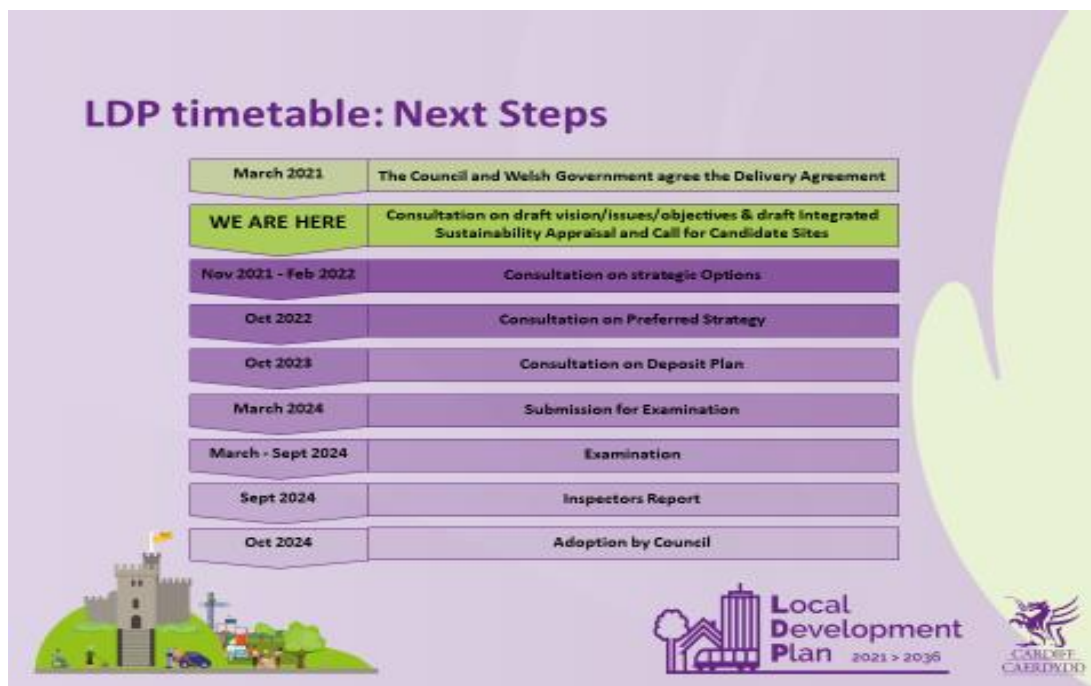 LDP timetable: Next Steps
March 2021
The Council and Welsh Government agree the Delivery Agreement
WE ARE HERE
Consultation on draft vision/issues/objectives & draft Integrated
Sustainability Appraisal and Call for Candidate Sites
Nov 2021 - Feb 2022
Consultation on strategic Options
Oct 2022
Consultation on Preferred Strategy
Oct 2023
Consultation on Deposit Plan
March 2024
Submission for Examination
March - Sept 2024
Examination
Sept 2024
Inspectors Report
Oct 2024
Adoption by Council
Local
Development
Plan 2021 > 2036
CARDIFF
CAERDYDD